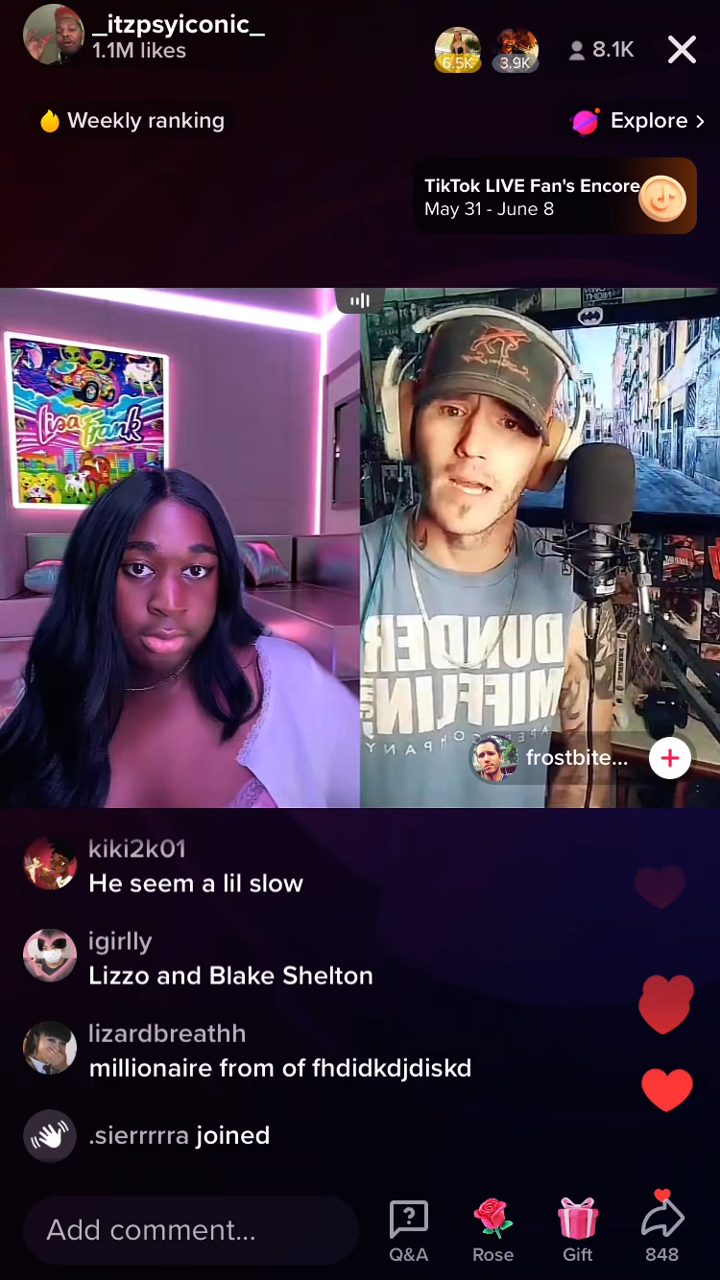 _itzpsyiconic_
1.1M likes
6.5K
3.9K
8.1K
Weekly ranking
Explore
TikTok LIVE Fan's Encore
May 31 - June 8
Lisa Frank
DUNDER
MIFFLIN
frostbite...
kiki2k01
He seem a lil slow
igirlly
Lizzo and Blake Shelton
lizardbreathh
millionaire from of fhdidkdjdiskd
.sierrrrra joined
Add comment...
Q&A
Rose
Gift
848